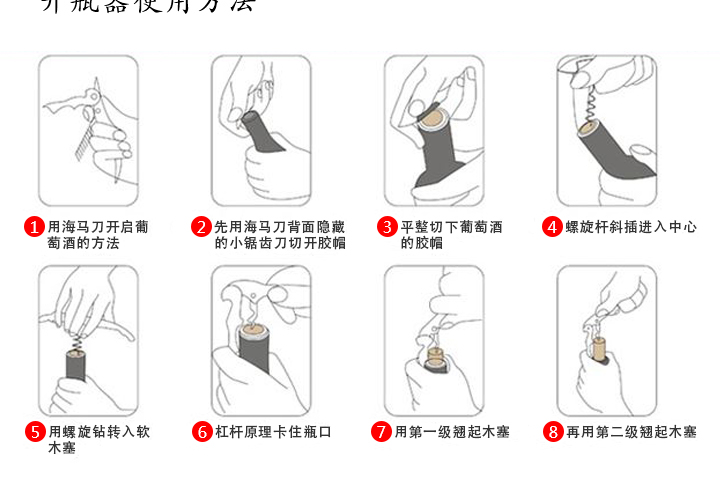 开瓶器使用方法
1 用海马刀开启葡
萄酒的方法
2 先用海马刀背面隐藏
的小锯齿刀切开胶帽
3 平整切下葡萄酒
的胶帽
4 螺旋杆斜插进入中心
5 用螺旋钻转入软
木塞
6 杠杆原理卡住瓶口
7 用第一级翘起木塞
8 再用第二级翘起木塞